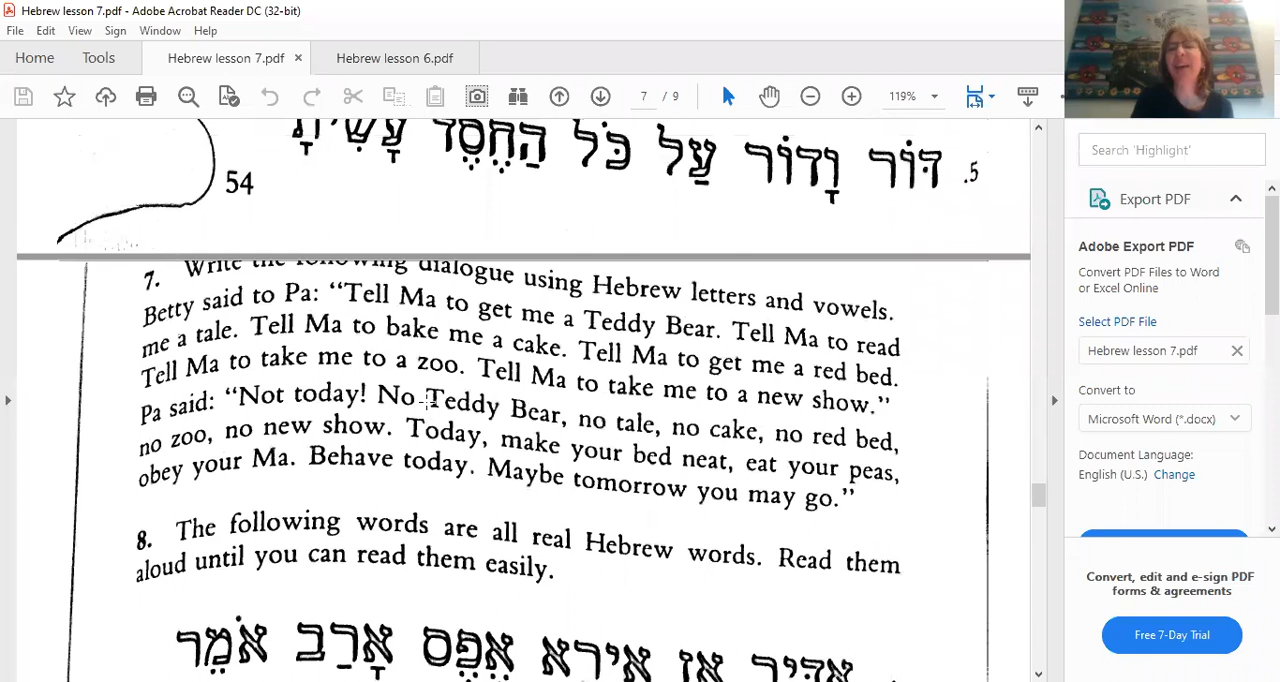 Hebrew lesson 7.pdf - Adobe Acrobat Reader DC (32-bit)
File Edit View Sign Window Help
Home Tools Hebrew lesson 7.pdf × Hebrew lesson 6.pdf
7 / 9 119%
Search 'Highlight'
Export PDF
Adobe Export PDF
Convert PDF Files to Word
or Excel Online
Select PDF File
Hebrew lesson 7.pdf
Convert to
Microsoft Word (*.docx)
Document Language:
English (U.S.) Change
Convert, edit and e-sign PDF
forms & agreements
Free 7-Day Trial
5. דּוֹר וָדוֹר עַל כֹּל הַחֶסֶד עָשִׂיתָ
54
7. Write the following dialogue using Hebrew letters and vowels.
Betty said to Pa: "Tell Ma to get me a Teddy Bear. Tell Ma to read
me a tale. Tell Ma to bake me a cake. Tell Ma to get me a red bed.
Tell Ma to take me to a zoo. Tell Ma to take me to a new show."
Pa said: "Not today! No Teddy Bear, no tale, no cake, no red bed,
no zoo, no new show. Today, make your bed neat, eat your peas,
obey your Ma. Behave today. Maybe tomorrow you may go."
8. The following words are all real Hebrew words. Read them
aloud until you can read them easily.
אַדִּיר אָז אִירָא אֶפֶס אָרַב אֹמֵר